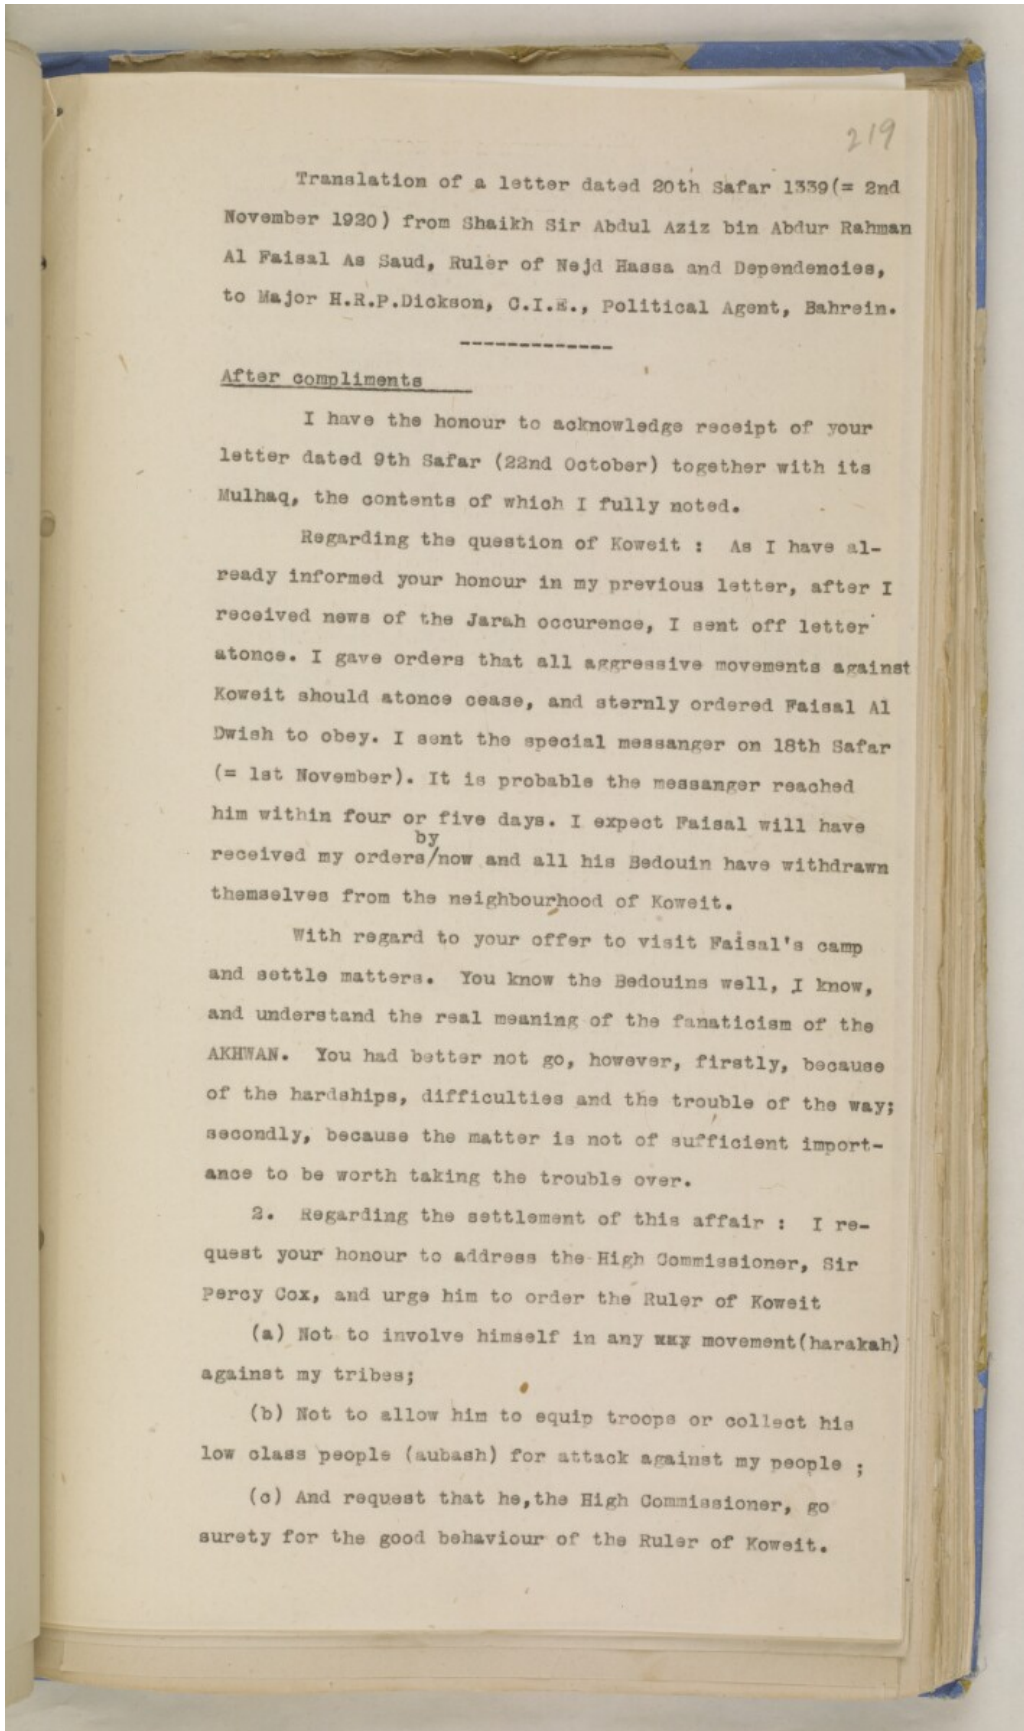 219
Translation of a letter dated 20th Safar 1339(= 2nd
November 1920) from Shaikh Sir Abdul Aziz bin Abdur Rahman
Al Faisal As Saud, Ruler of Nejd Hassa and Dependencies,
to Major H.R.P.Dickson, C.I.E., Political Agent, Bahrein.
-------------
After compliments
I have the honour to acknowledge receipt of your
letter dated 9th Safar (22nd October) together with its
Mulhaq, the contents of which I fully noted.
Regarding the question of Koweit : As I have al-
ready informed your honour in my previous letter, after I
received news of the Jarah occurence, I sent off letter
atonce. I gave orders that all aggressive movements against
Koweit should atonce cease, and sternly ordered Faisal Al
Dwish to obey. I sent the special messanger on 18th Safar
(= 1st November). It is probable the messanger reached
him within four or five days. I expect Faisal will have
by
received my orders/now and all his Bedouin have withdrawn
themselves from the neighbourhood of Koweit.
With regard to your offer to visit Faisal's camp
and settle matters. You know the Bedouins well, I know,
and understand the real meaning of the fanaticism of the
AKHWAN. You had better not go, however, firstly, because
of the hardships, difficulties and the trouble of the way;
secondly, because the matter is not of sufficient import-
ance to be worth taking the trouble over.
2. Regarding the settlement of this affair : I re-
quest your honour to address the High Commissioner, Sir
Percy Cox, and urge him to order the Ruler of Koweit
(a) Not to involve himself in any movement(harakah)
against my tribes;
(b) Not to allow him to equip troops or collect his
low class people (aubash) for attack against my people ;
(c) And request that he,the High Commissioner, go
surety for the good behaviour of the Ruler of Koweit.